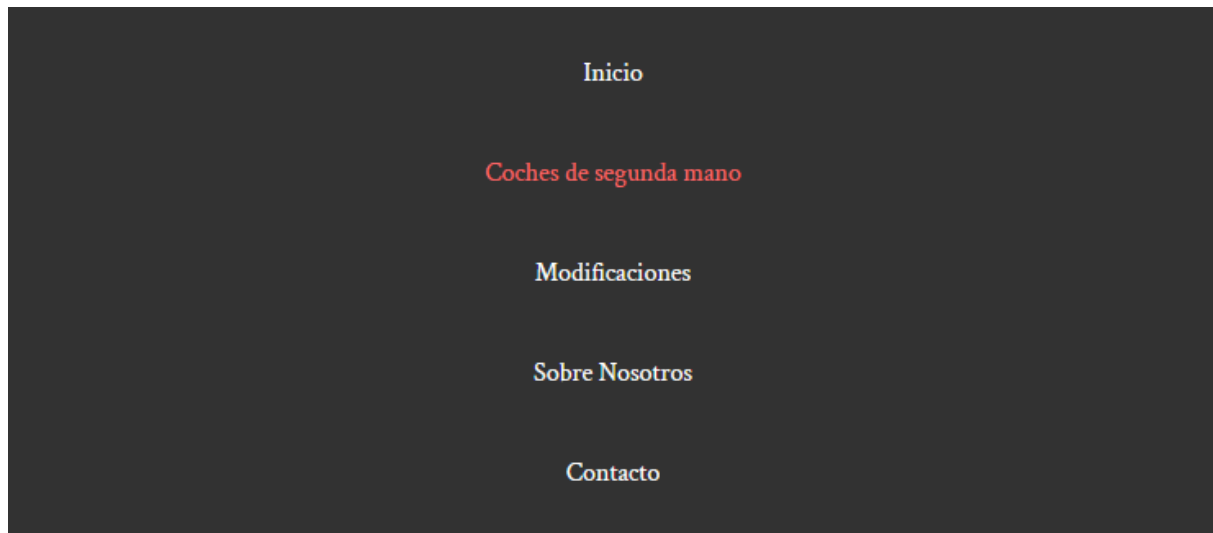 Inicio
Coches de segunda mano
Modificaciones
Sobre Nosotros
Contacto